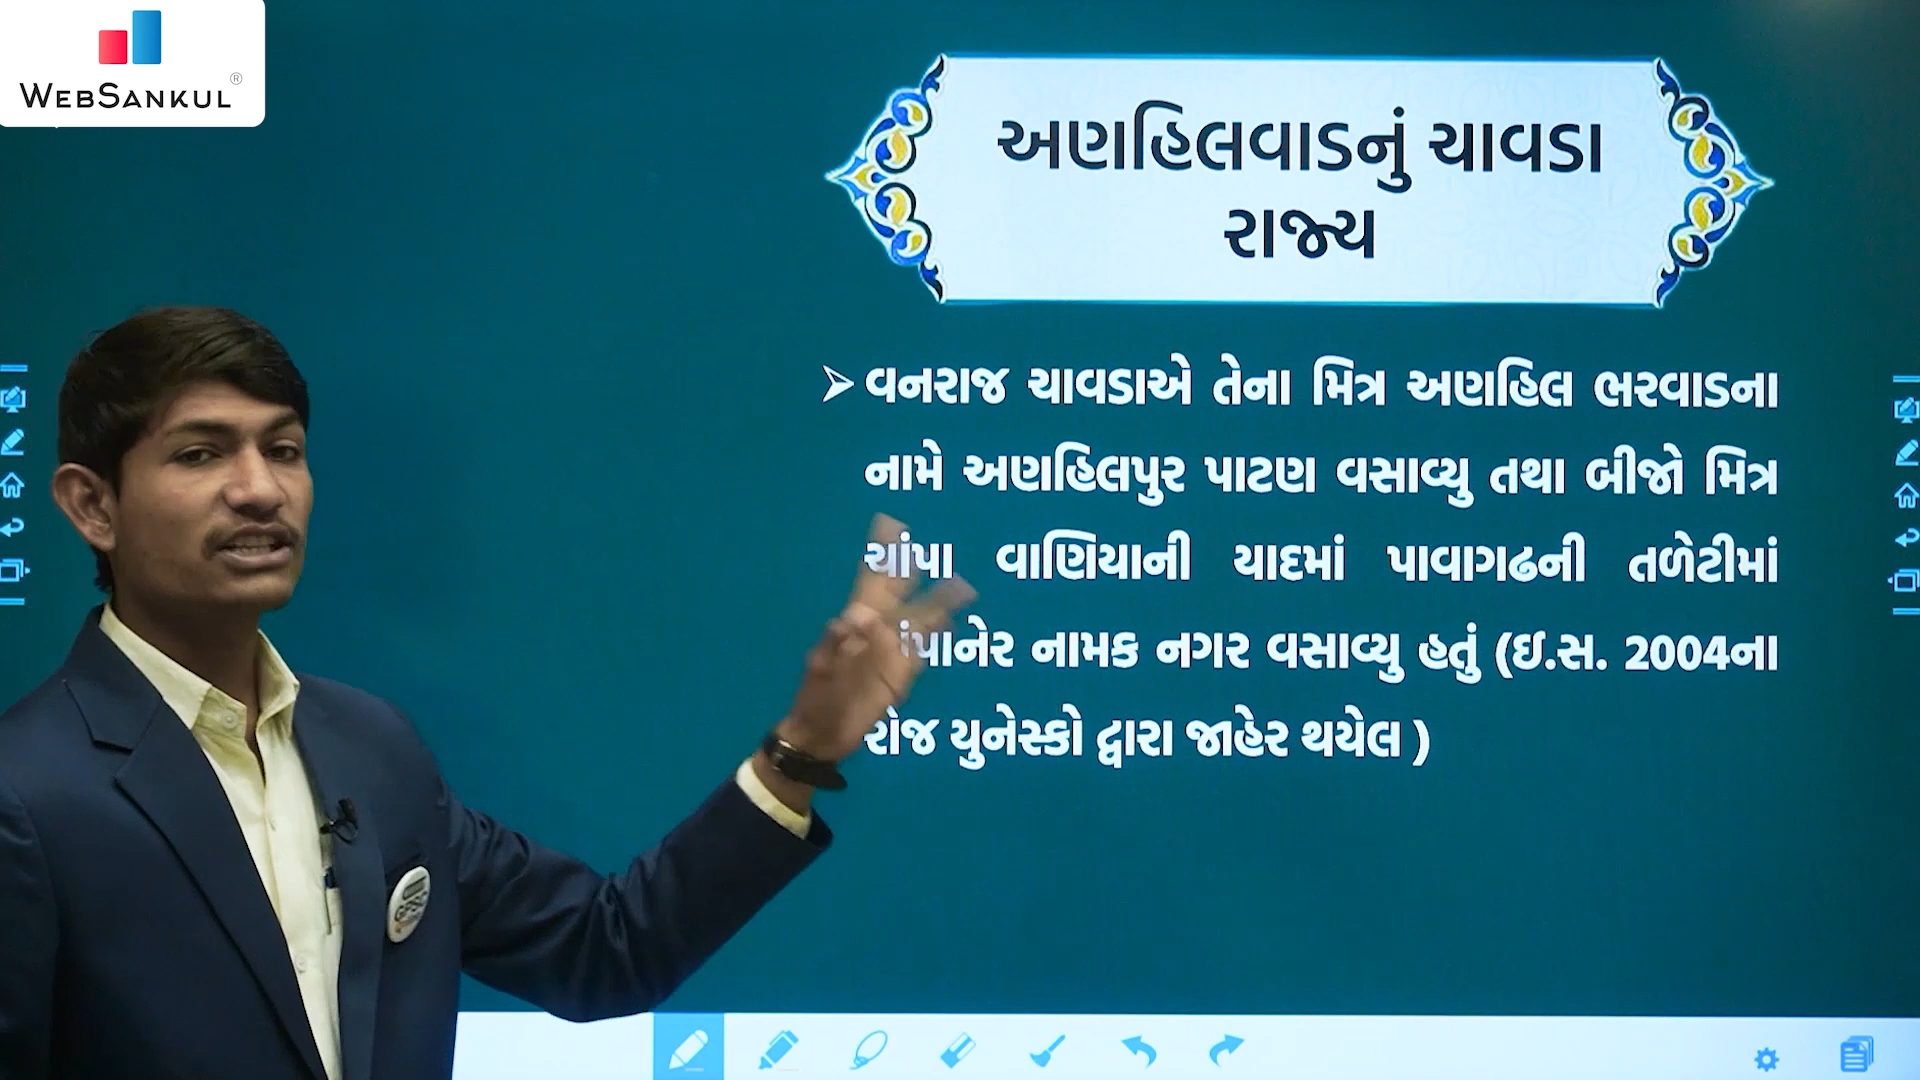 WEBSANKUL®
અણહિલવાડનું ચાવડા
રાજ્ય
➢ વનરાજ ચાવડાએ તેના મિત્ર અણહિલ ભરવાડના
નામે અણહિલપુર પાટણ વસાવ્યુ તથા બીજો મિત્ર
ચાંપા વાણિયાની યાદમાં પાવાગઢની તળેટીમાં
ચાંપાનેર નામક નગર વસાવ્યુ હતું (ઇ.સ. 2004ના
રોજ યુનેસ્કો દ્વારા જાહેર થયેલ )
GPSC